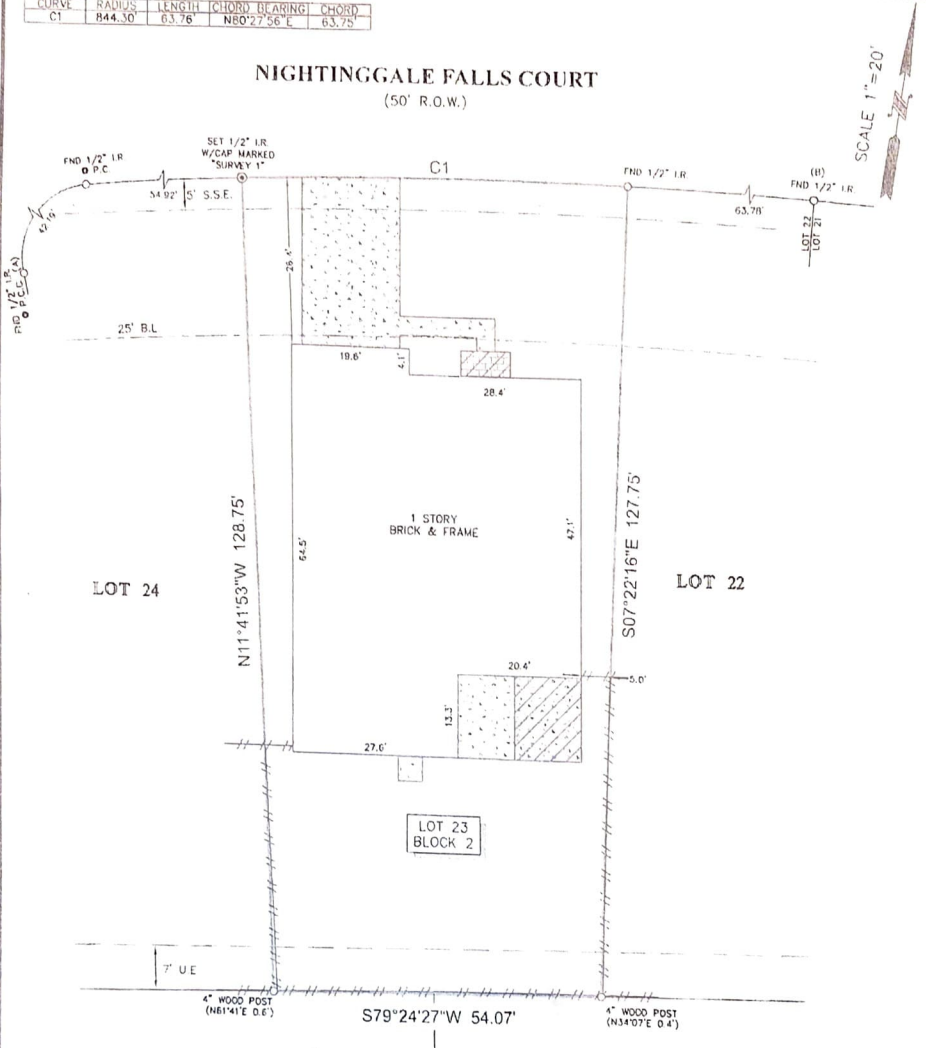 CURVE RADIUS LENGTH CHORD BEARING CHORD
C1 844.30' 63.76' N80°27'56"E 63.75'
NIGHTINGGALE FALLS COURT
(50' R.O.W.)
SCALE 1"=20'
SET 1/2" I.R.
W/CAP MARKED
"SURVEY 1"
FND 1/2" I.R.
P.C.
C1
FND 1/2" I.R.
(B)
FND 1/2" I.R.
54.92'
5' S.S.E.
63.78'
LOT 22
LOT 21
FND 1/2" I.R.
P.C.C. (A)
26.4'
25' B.L
19.6'
4.1'
28.4'
1 STORY
BRICK & FRAME
64.5'
47.1'
N11°41'53"W 128.75'
S07°22'16"E 127.75'
LOT 24
LOT 22
20.4'
5.0'
13.3'
27.6'
LOT 23
BLOCK 2
7' U E
4" WOOD POST
(N61°41'E 0.6')
S79°24'27"W 54.07'
4" WOOD POST
(N34°07'E 0.4')